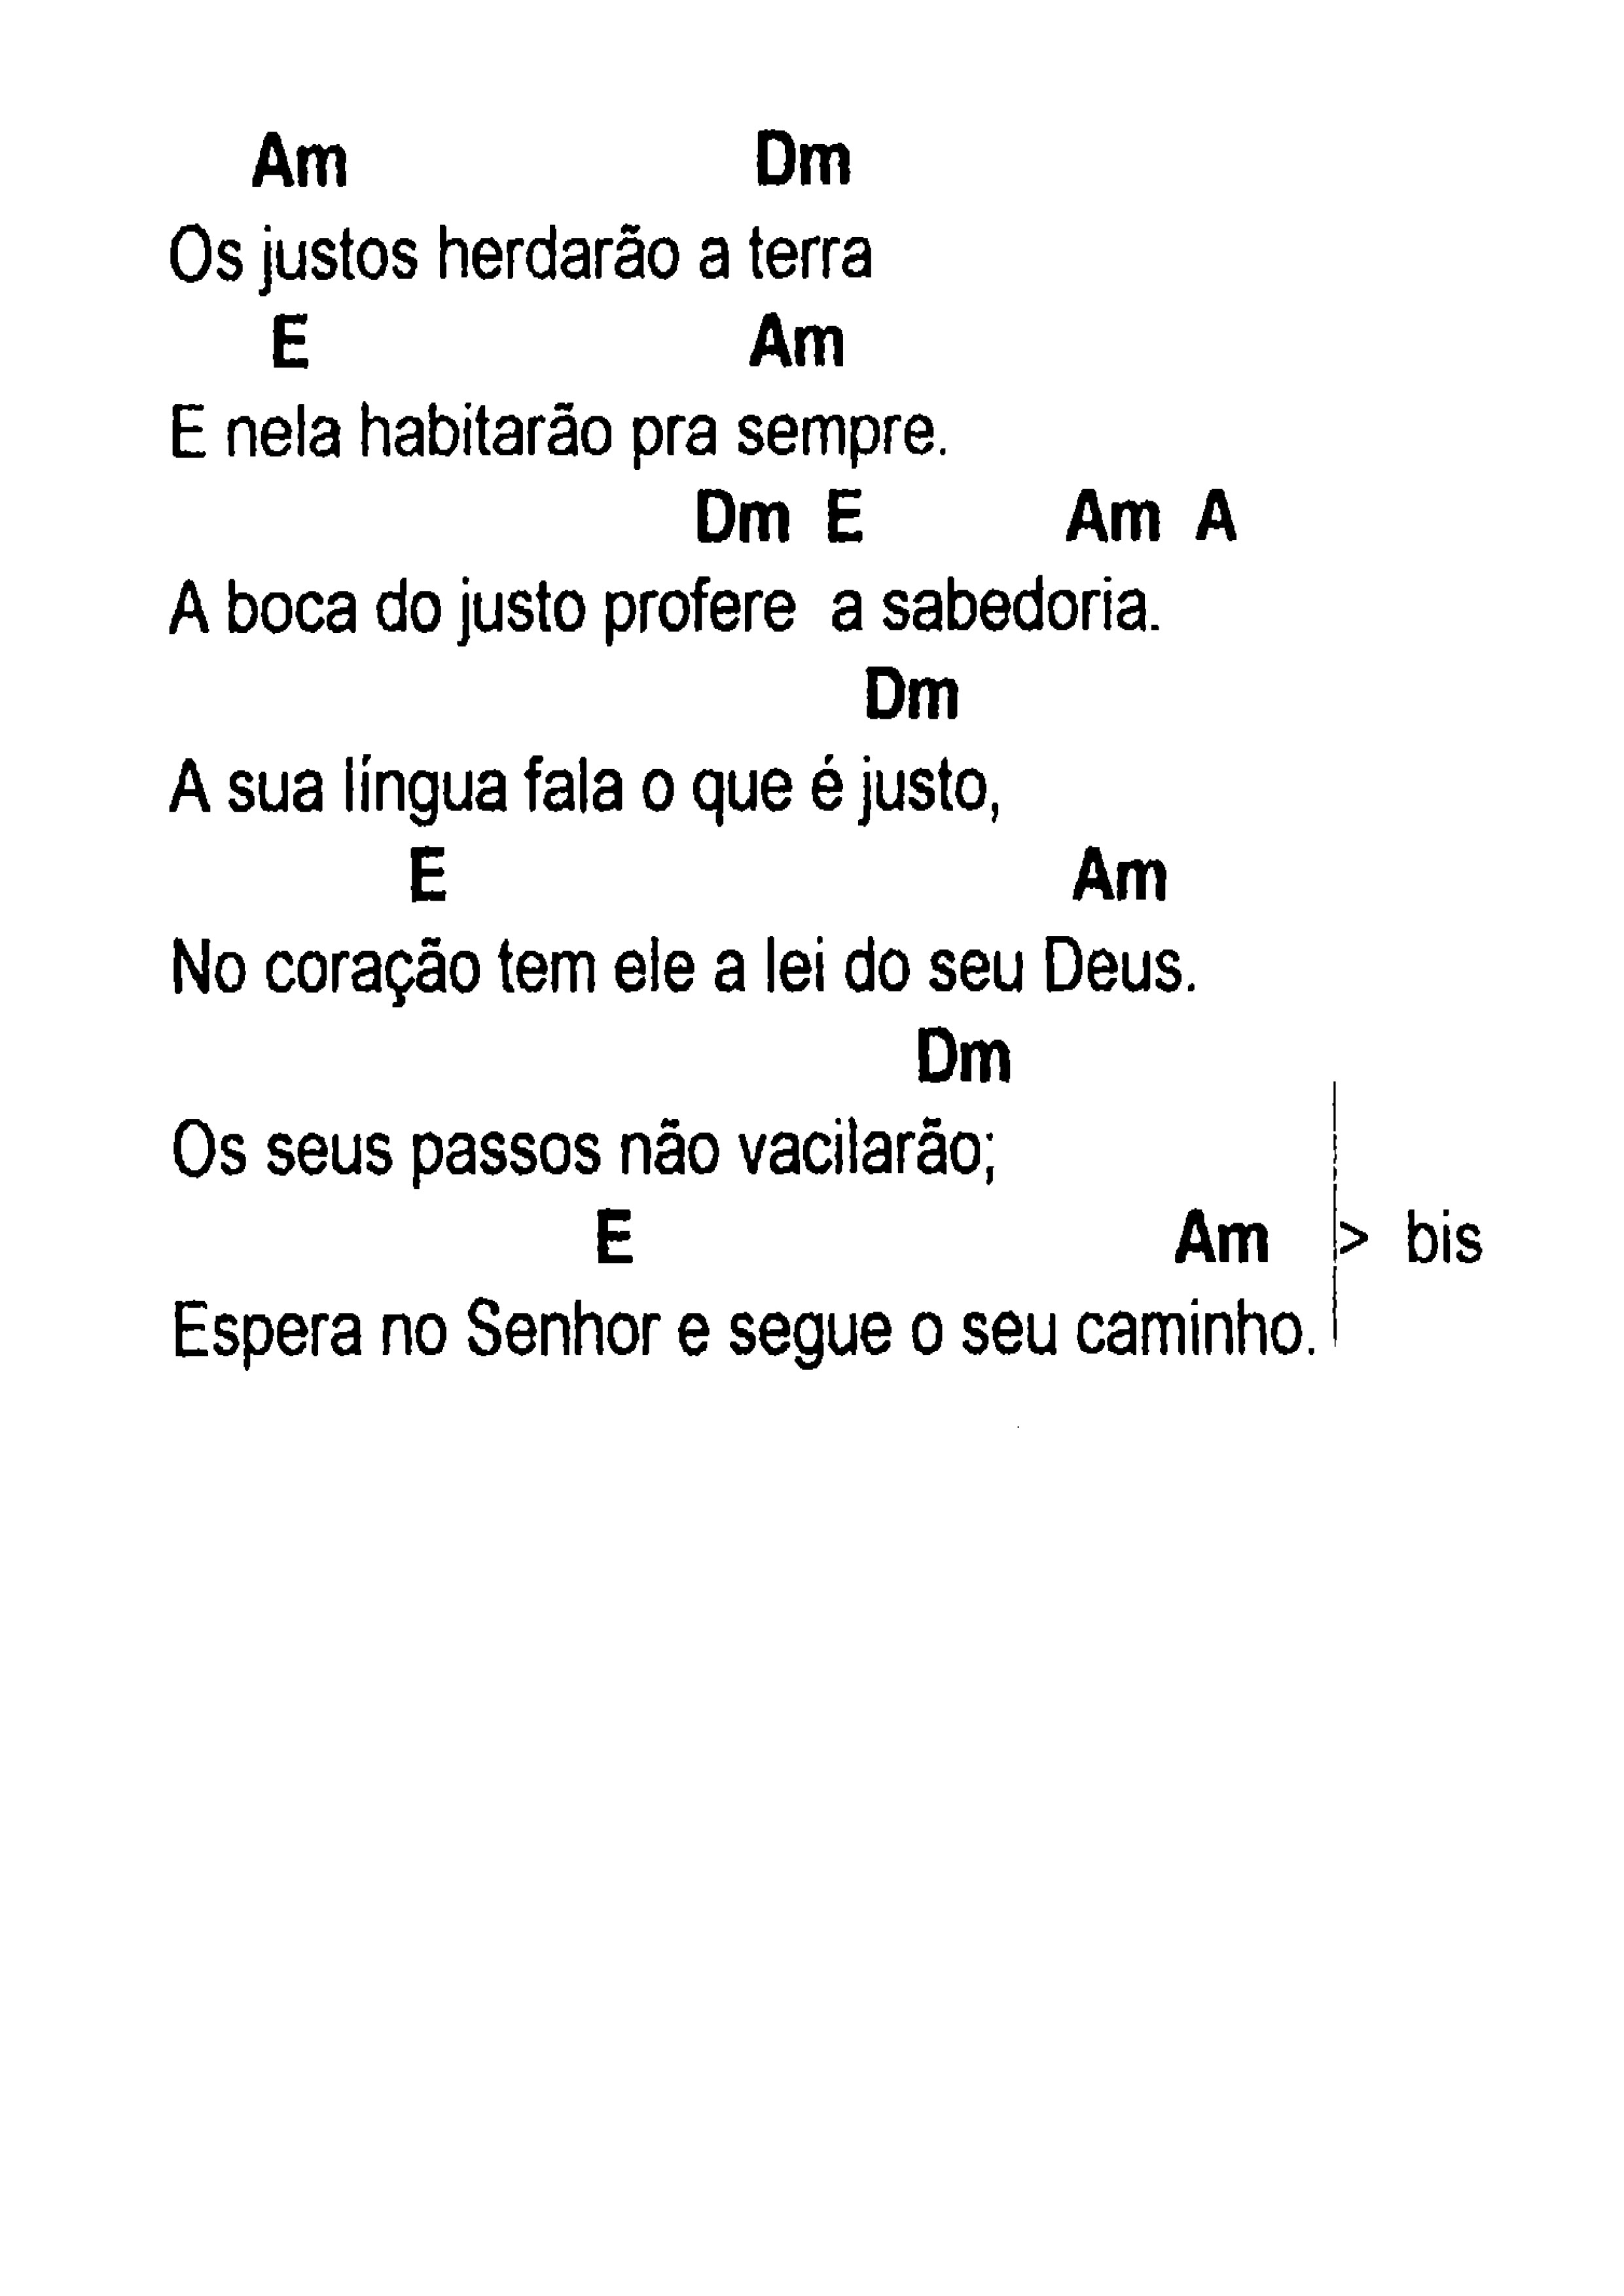 Am Dm
Os justos herdarão a terra
E Am
E nela habitarão pra sempre.
Dm E Am A
A boca do justo profere a sabedoria.
Dm
A sua língua fala o que é justo,
E Am
No coração tem ele a lei do seu Deus.
Dm
Os seus passos não vacilarão;
E Am > bis
Espera no Senhor e segue o seu caminho.